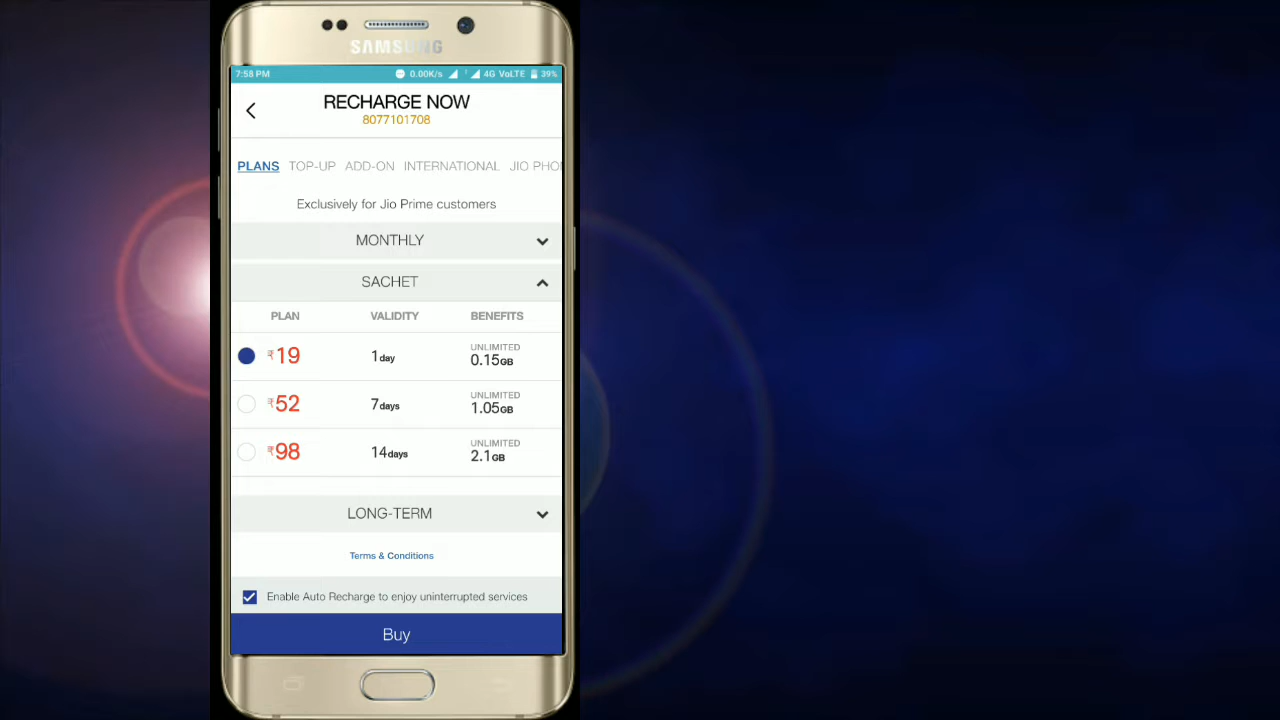 SAMSUNG
7:58 PM 0.00K/s 4G VoLTE 39%
RECHARGE NOW
8077101708
PLANS TOP-UP ADD-ON INTERNATIONAL JIO PHO
Exclusively for Jio Prime customers
MONTHLY
SACHET
PLAN VALIDITY BENEFITS
₹19 1day UNLIMITED
0.15GB
₹52 7days UNLIMITED
1.05GB
₹98 14days UNLIMITED
2.1GB
LONG-TERM
Terms & Conditions
Enable Auto Recharge to enjoy uninterrupted services
Buy